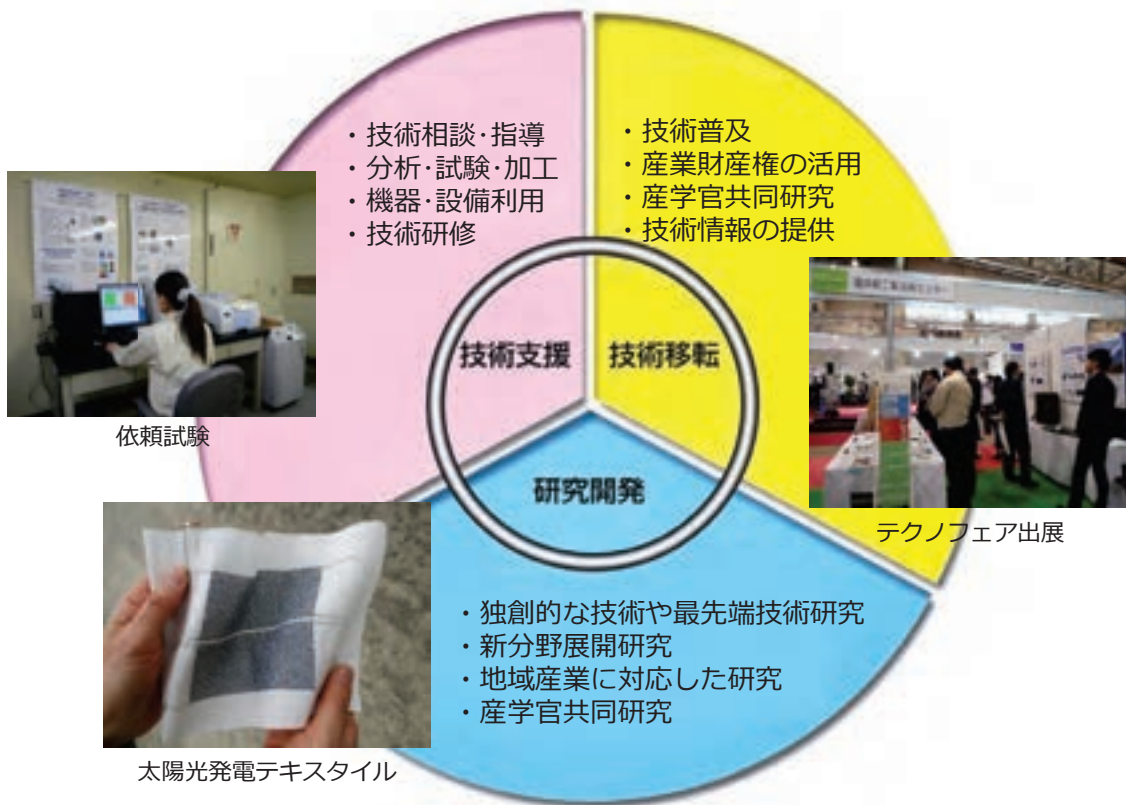 ・技術相談・指導
・分析・試験・加工
・機器・設備利用
・技術研修
・技術普及
・産業財産権の活用
・産学官共同研究
・技術情報の提供
技術支援
技術移転
研究開発
依頼試験
テクノフェア出展
・独創的な技術や最先端技術研究
・新分野展開研究
・地域産業に対応した研究
・産学官共同研究
太陽光発電テキスタイル